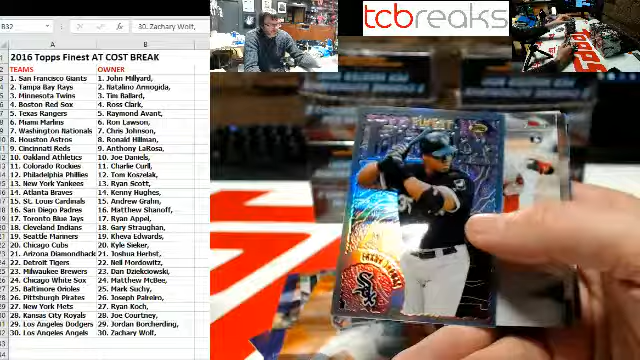 B32
30. Zachary Wolf,
A B
2016 Topps Finest AT COST BREAK
TEAMS OWNER
1. San Francisco Giants 1. John Millyard,
2. Tampa Bay Rays 2. Natalino Armogida,
3. Minnesota Twins 3. Tim Ballard,
4. Boston Red Sox 4. Ross Clark,
5. Texas Rangers 5. Raymond Avant,
6. Miami Marlins 6. Ron Lawson,
7. Washington Nationals 7. Chris Johnson,
8. Houston Astros 8. Ronald Hillman,
9. Cincinnati Reds 9. Anthony LaRosa,
10. Oakland Athletics 10. Joe Daniels,
11. Colorado Rockies 11. Charlie Curll,
12. Philadelphia Phillies 12. Tom Koszelak,
13. New York Yankees 13. Ryan Scott,
14. Atlanta Braves 14. Kenny Hughes,
15. St. Louis Cardinals 15. Andrew Grahn,
16. San Diego Padres 16. Matthew Shanoff,
17. Toronto Blue Jays 17. Ryan Appel,
18. Cleveland Indians 18. Gary Straughan,
19. Seattle Mariners 19. Kheva Edwards,
20. Chicago Cubs 20. Kyle Sieker,
21. Arizona Diamondback 21. Joshua Herbst,
22. Detroit Tigers 22. Neil Mordowitz,
23. Milwaukee Brewers 23. Dan Dziekciowski,
24. Chicago White Sox 24. Matthew McBee,
25. Baltimore Orioles 25. Mark Suchy,
26. Pittsburgh Pirates 26. Joseph Palreiro,
27. New York Mets 27. Ryan Koch,
28. Kansas City Royals 28. Joe Courtney,
29. Los Angeles Dodgers 29. Jordan Borcherding,
30. Los Angeles Angels 30. Zachary Wolf,
tcbreaks
FINEST
SOX